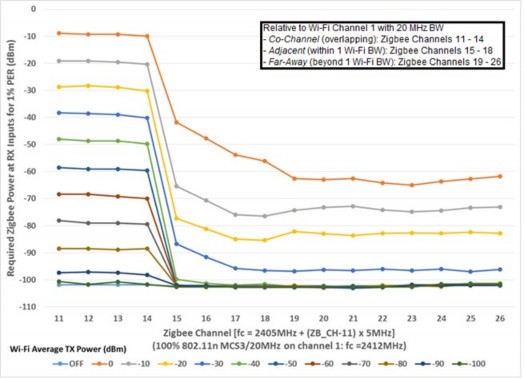 Relative to Wi-Fi Channel 1 with 20 MHz BW
- Co-Channel (overlapping): Zigbee Channels 11 - 14
- Adjacent (within 1 Wi-Fi BW): Zigbee Channels 15 - 18
- Far-Away (beyond 1 Wi-Fi BW): Zigbee Channels 19 - 26
Required Zigbee Power at RX Inputs for 1% PER (dBm)
0
-10
-20
-30
-40
-50
-60
-70
-80
-90
-100
-110
11 12 13 14 15 16 17 18 19 20 21 22 23 24 25 26
Zigbee Channel [fc = 2405MHz + (ZB_CH-11) x 5MHz]
(100% 802.11n MCS3/20MHz on channel 1: fc =2412MHz)
Wi-Fi Average TX Power (dBm)
OFF 0 -10 -20 -30 -40 -50 -60 -70 -80 -90 -100